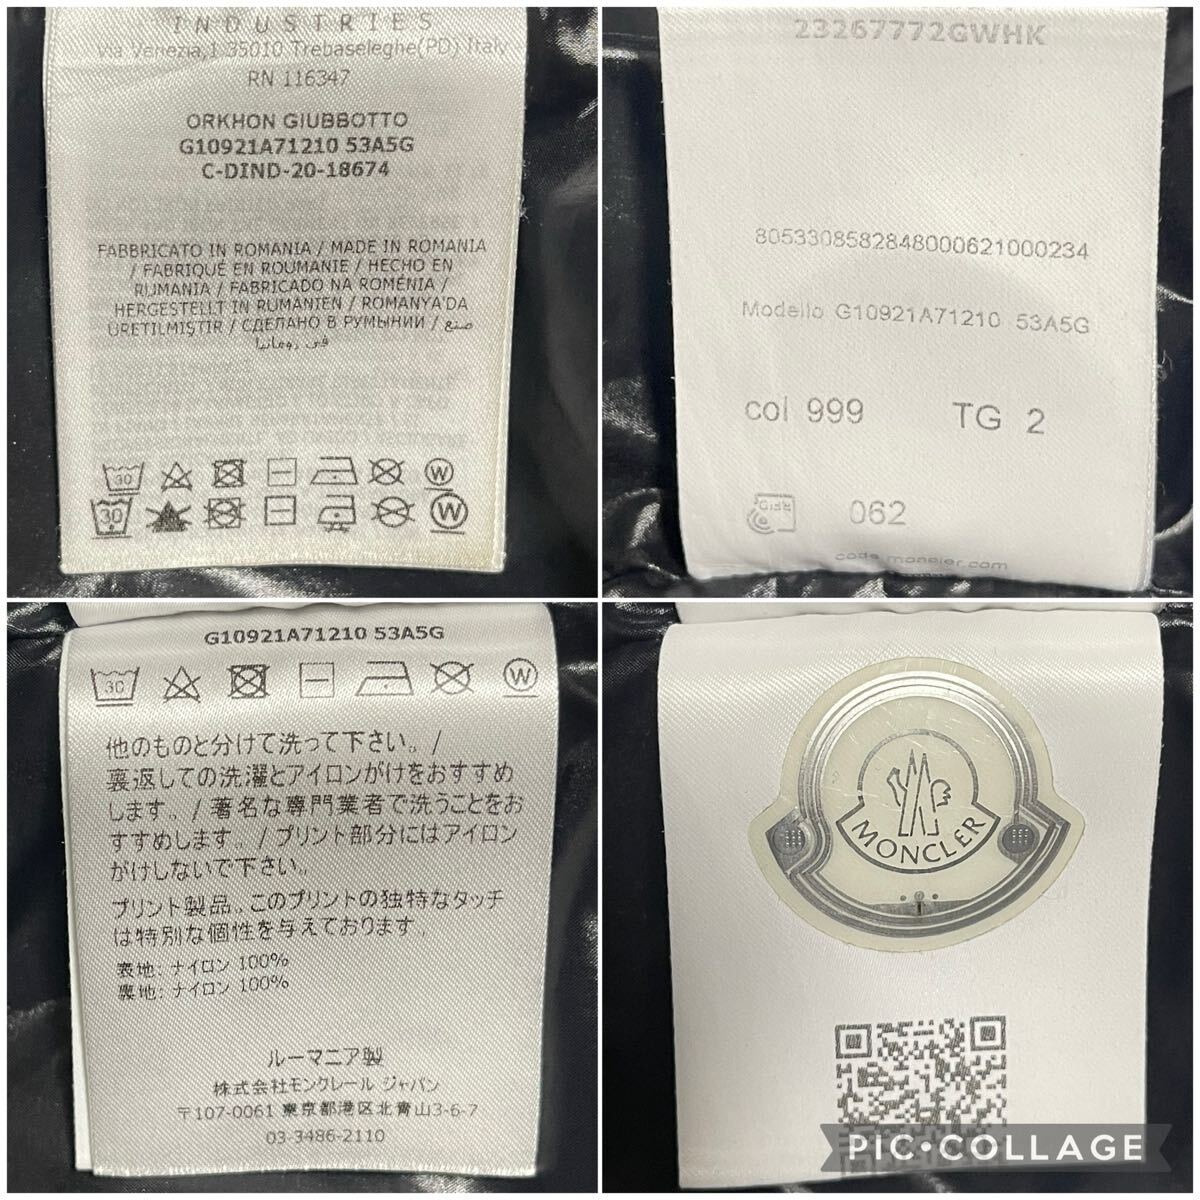 INDUSTRIES
via Venezia,1 35010 Trebaseleghe(PD) Italy
RN 116347
ORKHON GIUBBOTTO
G10921A71210 53A5G
C-DIND-20-18674
FABBRICATO IN ROMANIA / MADE IN ROMANIA
/ FABRIQUÉ EN ROUMANIE / HECHO EN
RUMANIA / FABRICADO NA ROMÉNIA /
HERGESTELLT IN RUMÄNIEN / ROMANYA'DA
ÜRETILMIŞTIR / СДЕЛАНО В РУМЫНИИ / صنع
في رومانيا
30 W
30 W
23267772GWHK
8053308582848000621000234
Modello G10921A71210 53A5G
col 999 TG 2
RFID 062
code.moncler.com
G10921A71210 53A5G
30 W
他のものと分けて洗って下さい。/
裏返しての洗濯とアイロンがけをおすすめ
します。/ 著名な専門業者で洗うことをお
すすめします。/プリント部分にはアイロン
がけしないで下さい。
プリント製品。このプリントの独特なタッチ
は特別な個性を与えております。
表地: ナイロン 100%
裏地: ナイロン 100%
ルーマニア製
株式会社モンクレール ジャパン
〒107-0061 東京都港区北青山3-6-7
03-3486-2110
MONCLER
PIC•COLLAGE